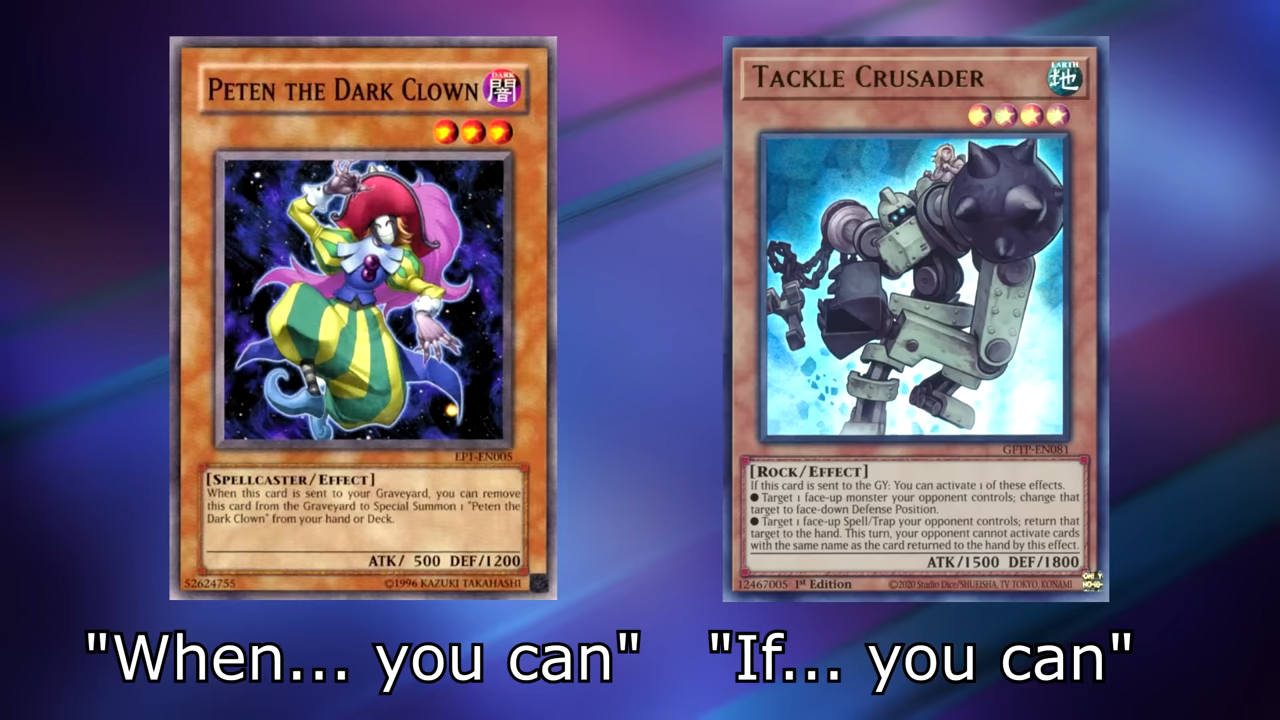 PETEN THE DARK CLOWN
DARK
闇
EP1-EN005
[SPELLCASTER/EFFECT]
When this card is sent to your Graveyard, you can remove
this card from the Graveyard to Special Summon 1 "Peten the
Dark Clown" from your hand or Deck.
ATK/ 500 DEF/1200
52624755
©1996 KAZUKI TAKAHASHI
TACKLE CRUSADER
EARTH
地
GFTP-EN081
[ROCK/EFFECT]
If this card is sent to the GY: You can activate 1 of these effects.
● Target 1 face-up monster your opponent controls; change that
target to face-down Defense Position.
● Target 1 face-up Spell/Trap your opponent controls; return that
target to the hand. This turn, your opponent cannot activate cards
with the same name as the card returned to the hand by this effect.
ATK/1500 DEF/1800
12467005 1st Edition
©2020 Studio Dice/SHUEISHA, TV TOKYO, KONAMI
"When... you can"
"If... you can"